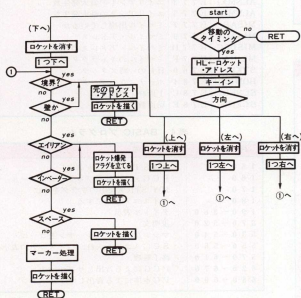 start
移動の
タイミング
no
RET
yes
HL←ロケット
・アドレス
キーイン
方向
(下へ)
ロケットを消す
1つ下へ
①
境界?
yes
元のロケット
・アドレス
ロケットを描く
RET
no
壁か
yes
no
エイリアン
yes
ロケット爆発
フラグを立てる
ロケットを描く
RET
no
インベーダー
yes
no
スペース
yes
ロケットを描く
RET
no
マーカー処理
ロケットを描く
RET
(上へ)
ロケットを消す
1つ上へ
①へ
(左へ)
ロケットを消す
1つ左へ
①へ
(右へ)
ロケットを消す
1つ右へ
①へ